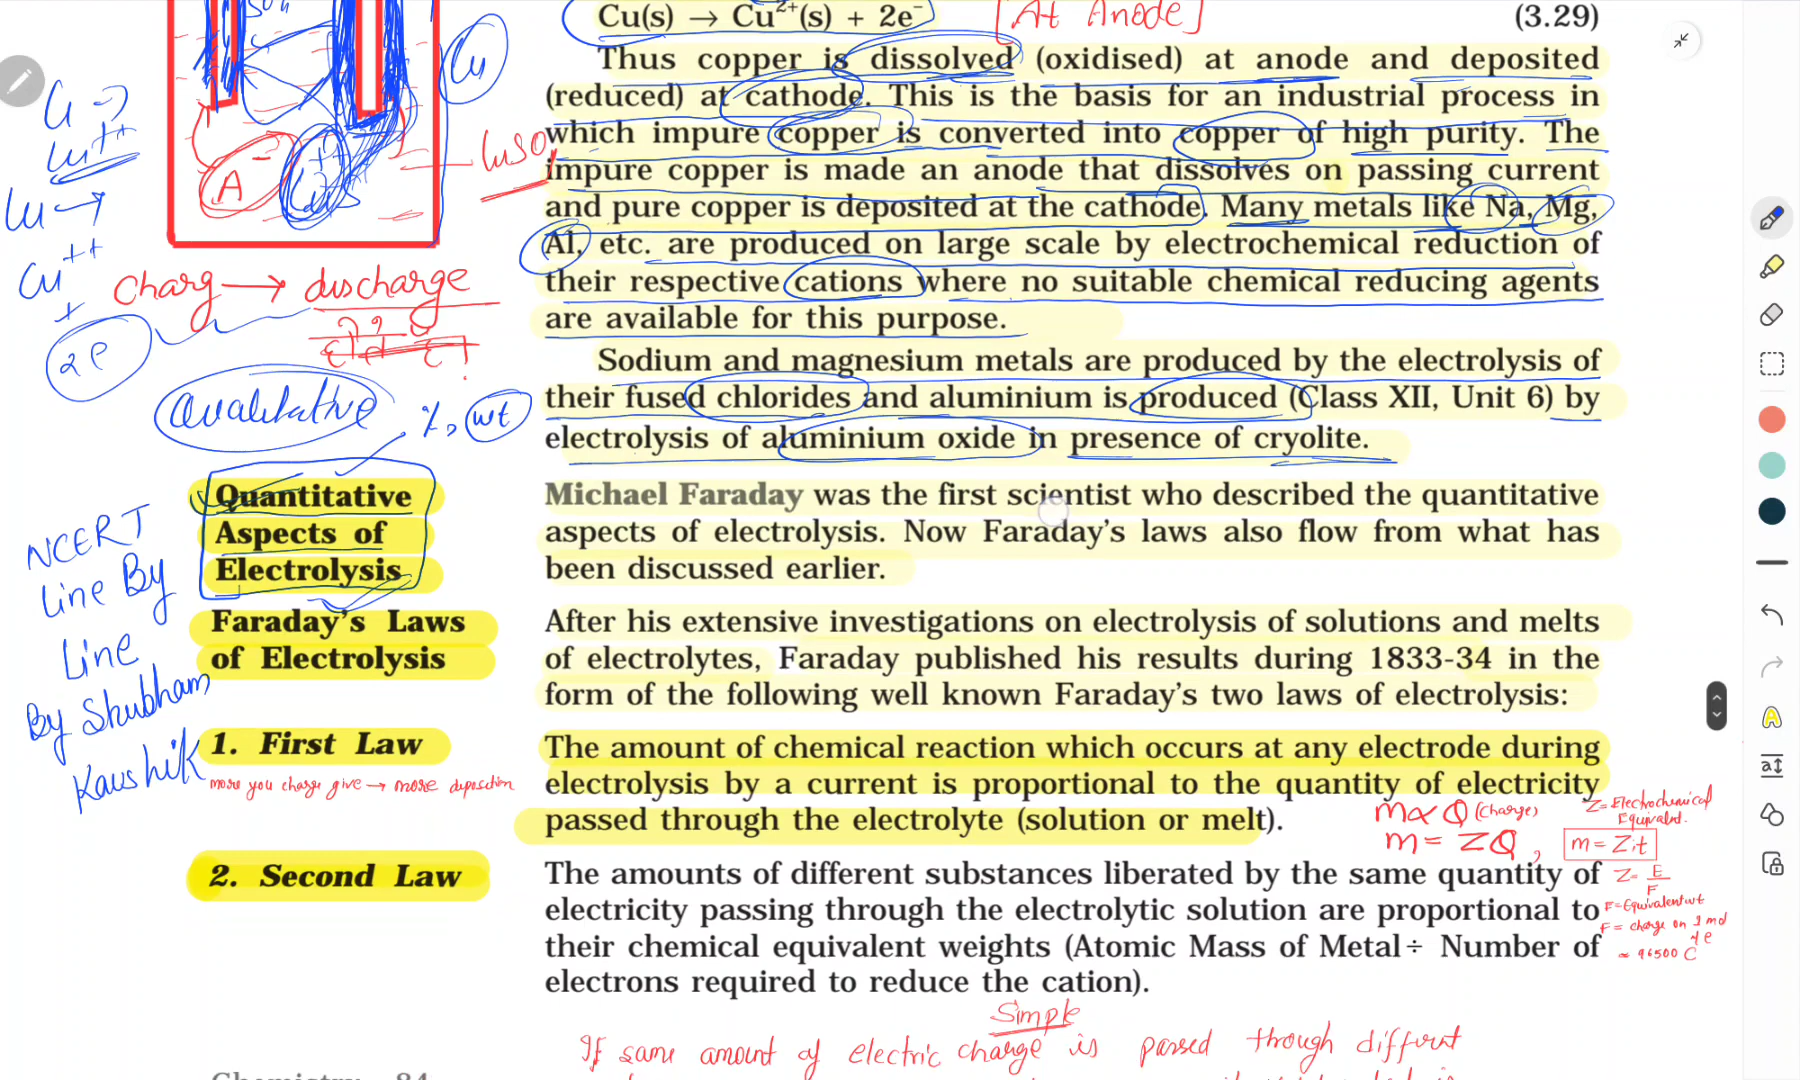 Cu(s) → Cu²⁺(s) + 2e⁻ [At Anode] (3.29)
Thus copper is dissolved (oxidised) at anode and deposited
(reduced) at cathode. This is the basis for an industrial process in
which impure copper is converted into copper of high purity. The
impure copper is made an anode that dissolves on passing current
and pure copper is deposited at the cathode. Many metals like Na, Mg,
Al, etc. are produced on large scale by electrochemical reduction of
their respective cations where no suitable chemical reducing agents
are available for this purpose.
Sodium and magnesium metals are produced by the electrolysis of
their fused chlorides and aluminium is produced (Class XII, Unit 6) by
electrolysis of aluminium oxide in presence of cryolite.
Cu
A
Cu⁺⁺
+
2e
Charg → discharge
Qualitative
%, wt
Quantitative
Aspects of
Electrolysis
Michael Faraday was the first scientist who described the quantitative
aspects of electrolysis. Now Faraday's laws also flow from what has
been discussed earlier.
NCERT
Line By
Line
By Shubham
Kaushik
Faraday's Laws
of Electrolysis
After his extensive investigations on electrolysis of solutions and melts
of electrolytes, Faraday published his results during 1833-34 in the
form of the following well known Faraday's two laws of electrolysis:
1. First Law
more you charge give → more deposition
The amount of chemical reaction which occurs at any electrode during
electrolysis by a current is proportional to the quantity of electricity
passed through the electrolyte (solution or melt).
m ∝ Q (Charge)
m = ZQ,
Z = Electrochemical
Equivalent.
m = Zit
2. Second Law
The amounts of different substances liberated by the same quantity of
electricity passing through the electrolytic solution are proportional to
their chemical equivalent weights (Atomic Mass of Metal ÷ Number of
electrons required to reduce the cation).
Z = E/F
E = Equivalent wt
F = charge on 1 mol
of e
≈ 96500 C
Simple
If same amount of electric charge is passed through different
Chemistry 84